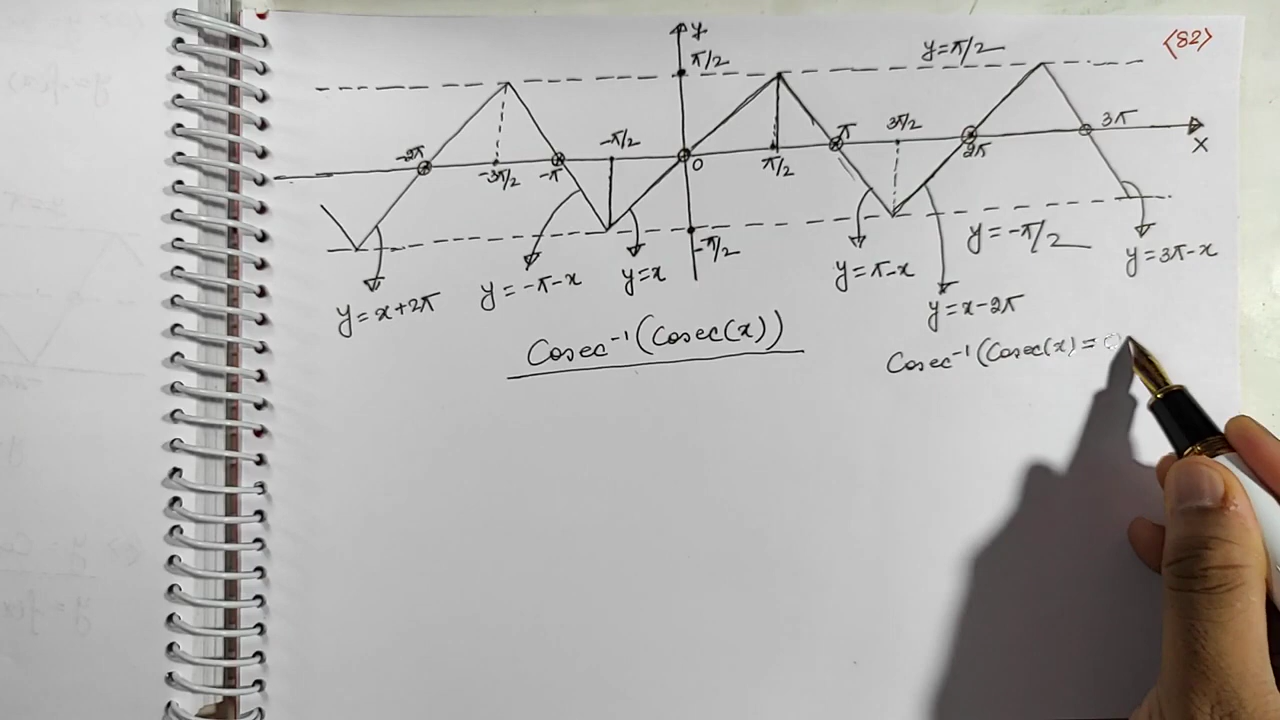 <82>
y
π/2
y=π/2
-2π
-3π/2
-π
-π/2
0
π/2
π
3π/2
2π
3π
X
-π/2
y=-π/2
y=x+2π
y=-π-x
y=x
y=π-x
y=x-2π
y=3π-x
Cosec⁻¹(Cosec(x))
Cosec⁻¹(Cosec(x)=